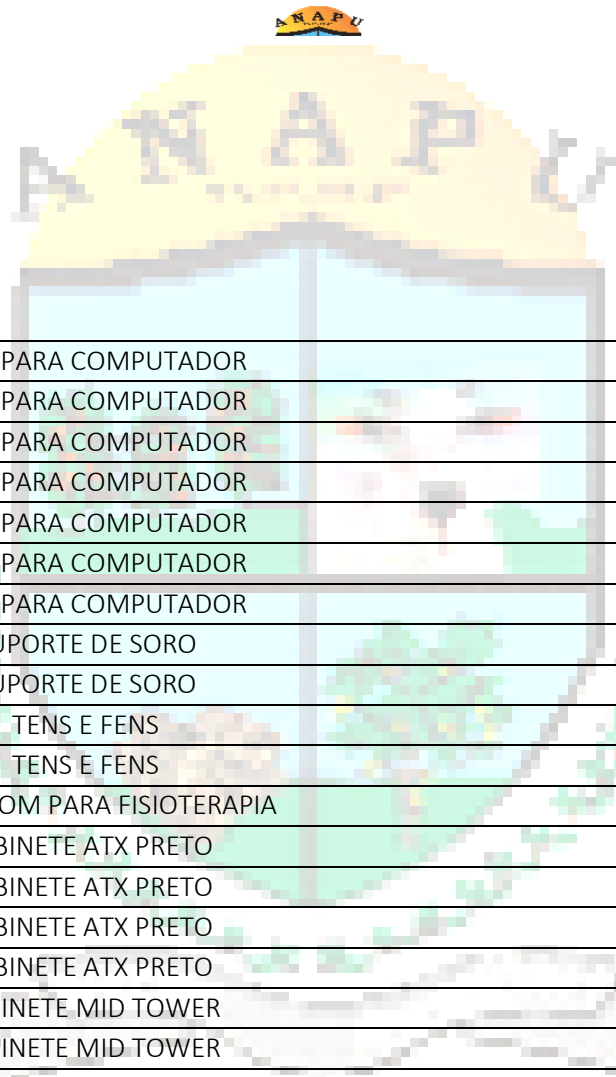 ANAPU
ANAPU
PARA COMPUTADOR
PARA COMPUTADOR
PARA COMPUTADOR
PARA COMPUTADOR
PARA COMPUTADOR
PARA COMPUTADOR
PARA COMPUTADOR
UPORTE DE SORO
UPORTE DE SORO
TENS E FENS
TENS E FENS
OM PARA FISIOTERAPIA
BINETE ATX PRETO
BINETE ATX PRETO
BINETE ATX PRETO
BINETE ATX PRETO
INETE MID TOWER
INETE MID TOWER